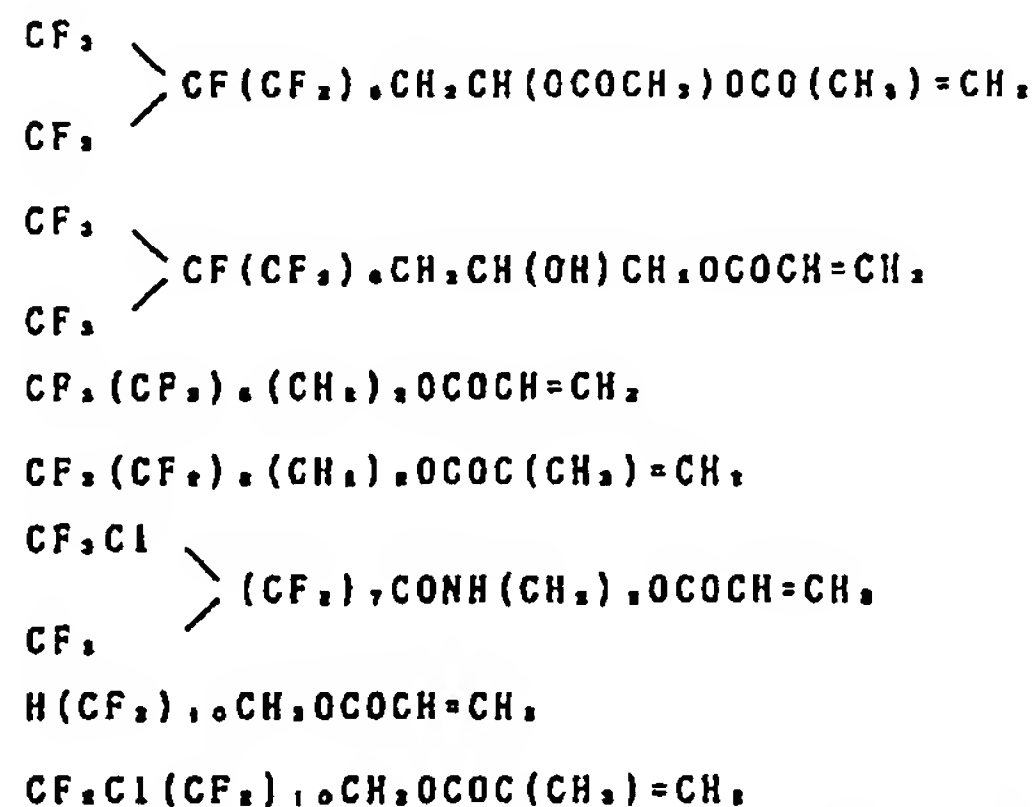 CF₃
CF(CF₂)₆CH₂CH(OCOCH₃)OCO(CH₃)=CH₂
CF₃
CF₃
CF(CF₂)₆CH₂CH(OH)CH₂OCOCH=CH₂
CF₃
CF₃(CF₂)₆(CH₂)₂OCOCH=CH₂
CF₃(CF₂)₈(CH₂)₂OCOC(CH₃)=CH₂
CF₂Cl
(CF₂)₇CONH(CH₂)₂OCOCH=CH₂
CF₃
H(CF₂)₁₀CH₂OCOCH=CH₂
CF₂Cl(CF₂)₁₀CH₂OCOC(CH₃)=CH₂